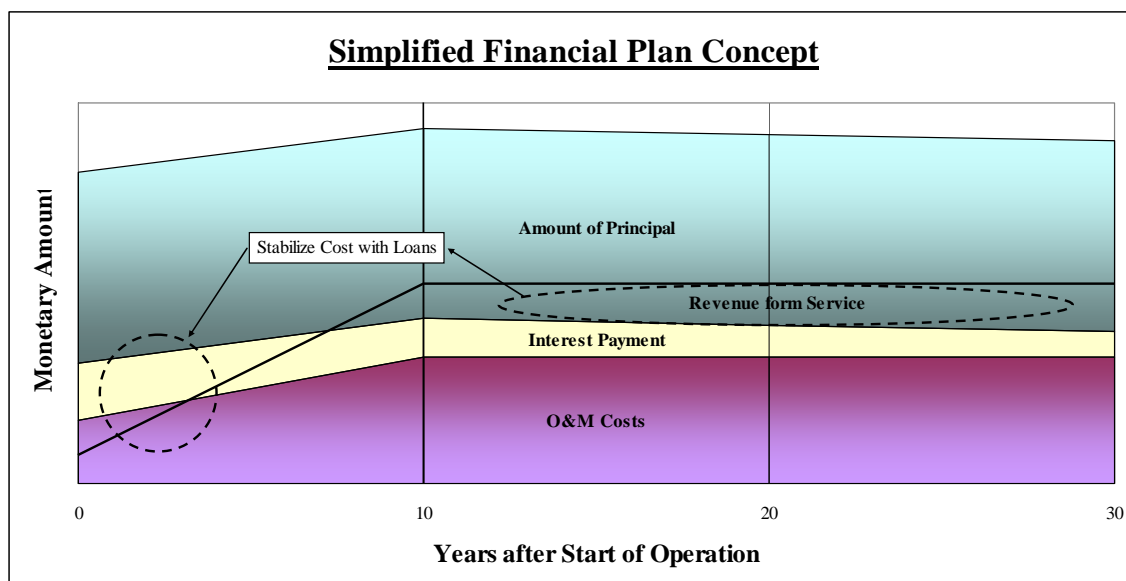 Simplified Financial Plan Concept
Monetary Amount
Amount of Principal
Stabilize Cost with Loans
Revenue form Service
Interest Payment
O&M Costs
0 10 20 30
Years after Start of Operation